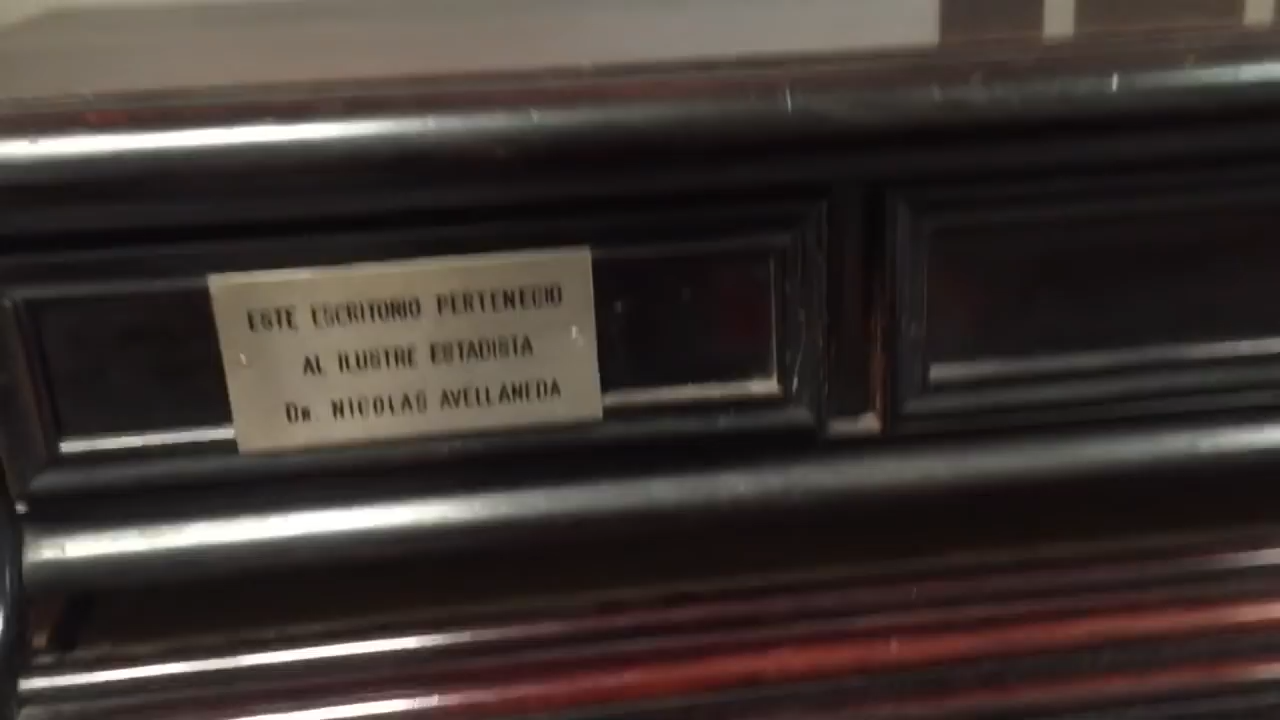 ESTE ESCRITORIO PERTENECIO
AL ILUSTRE ESTADISTA
DR. NICOLAS AVELLANEDA